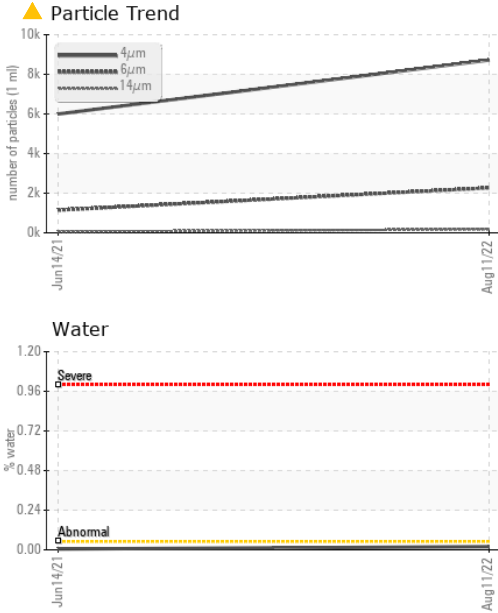 Particle Trend
10k
8k
6k
4k
2k
0k
number of particles (1 ml)
4μm
6μm
14μm
Jun14/21
Aug11/22
Water
1.20
0.96
0.72
0.48
0.24
0.00
% water
Severe
Abnormal
Jun14/21
Aug11/22